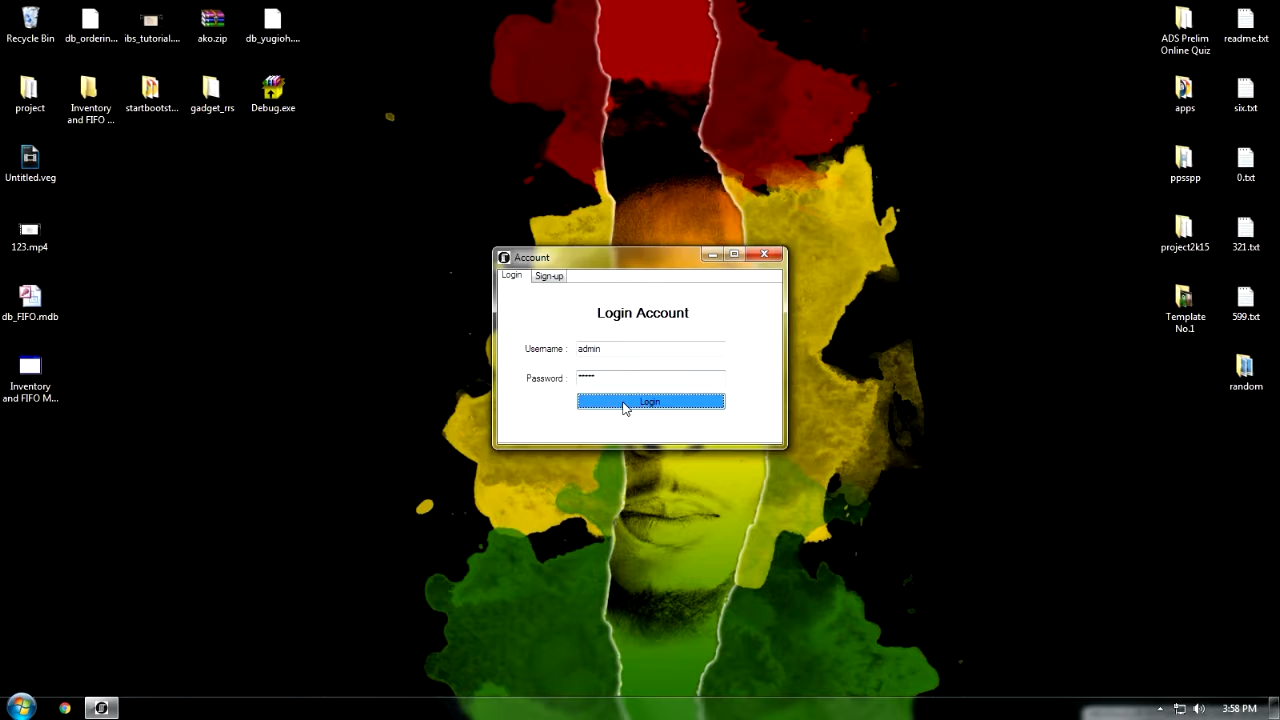 Recycle Bin
db_orderin...
ibs_tutorial....
ako.zip
db_yugioh....
project
Inventory
and FIFO ...
startbootst...
gadget_rrs
Debug.exe
Untitled.veg
123.mp4
db_FIFO.mdb
Inventory
and FIFO M...
ADS Prelim
Online Quiz
readme.txt
apps
six.txt
ppsspp
0.txt
project2k15
321.txt
Template
No.1
599.txt
random
Account
Login
Sign-up
Login Account
Username :
admin
Password :
*****
Login
3:58 PM